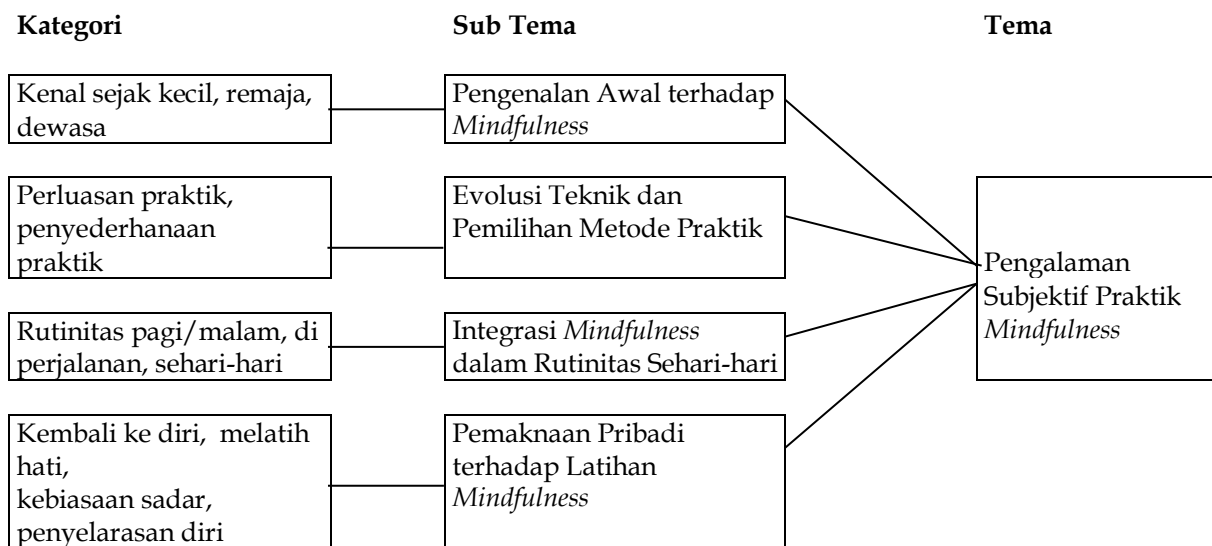 Kategori
Sub Tema
Tema
Kenal sejak kecil, remaja,
dewasa
Pengenalan Awal terhadap
Mindfulness
Perluasan praktik,
penyederhanaan
praktik
Evolusi Teknik dan
Pemilihan Metode Praktik
Rutinitas pagi/malam, di
perjalanan, sehari-hari
Integrasi Mindfulness
dalam Rutinitas Sehari-hari
Kembali ke diri, melatih
hati,
kebiasaan sadar,
penyelarasan diri
Pemaknaan Pribadi
terhadap Latihan
Mindfulness
Pengalaman
Subjektif Praktik
Mindfulness